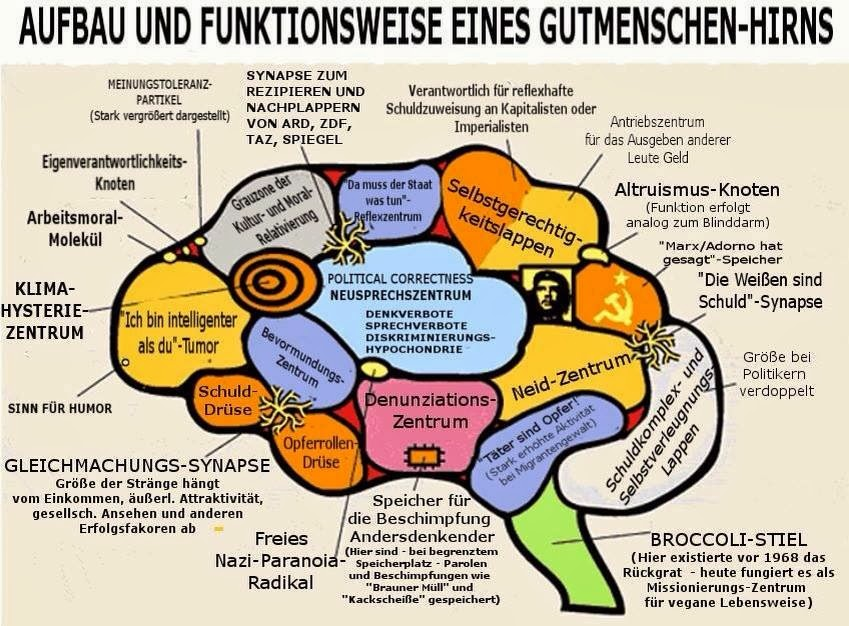 AUFBAU UND FUNKTIONSWEISE EINES GUTMENSCHEN-HIRNS
MEINUNGSTOLERANZ-
PARTIKEL
(Stark vergrößert dargestellt)
SYNAPSE ZUM
REZIPIEREN UND
NACHPLAPPERN
VON ARD, ZDF,
TAZ, SPIEGEL
Verantwortlich für reflexhafte
Schuldzuweisung an Kapitalisten oder
Imperialisten
Antriebszentrum
für das Ausgeben anderer
Leute Geld
Eigenverantwortlichkeits-
Knoten
Arbeitsmoral-
Molekül
Altruismus-Knoten
(Funktion erfolgt
analog zum Blinddarm)
"Marx/Adorno hat
gesagt"-Speicher
"Die Weißen sind
Schuld"-Synapse
KLIMA-
HYSTERIE-
ZENTRUM
SINN FÜR HUMOR
Größe bei
Politikern
verdoppelt
Grauzone der
Kultur- und Moral-
Relativierung
"Da muss der Staat
was tun"-
Reflexzentrum
Selbstgerechtig-
keitslappen
"Ich bin intelligenter
als du"-Tumor
POLITICAL CORRECTNESS
NEUSPRECHSZENTRUM
DENKVERBOTE
SPRECHVERBOTE
DISKRIMINIERUNGS-
HYPOCHONDRIE
Bevormundungs-
Zentrum
Schuld-
Drüse
Opferrollen-
Drüse
Denunziations-
Zentrum
Neid-Zentrum
"Täter sind Opfer!"
(Stark erhöhte Aktivität
bei Migrantengewalt)
Schuldkomplex- und
Selbstverleugnungs-
Lappen
GLEICHMACHUNGS-SYNAPSE
Größe der Stränge hängt
vom Einkommen, äußerl. Attraktivität,
gesellsch. Ansehen und anderen
Erfolgsfakoren ab
Freies
Nazi-Paranoia-
Radikal
Speicher für
die Beschimpfung
Andersdenkender
(Hier sind - bei begrenztem
Speicherplatz - Parolen
und Beschimpfungen wie
"Brauner Müll" und
"Kackscheiße" gespeichert)
BROCCOLI-STIEL
(Hier existierte vor 1968 das
Rückgrat - heute fungiert es als
Missionierungs-Zentrum
für vegane Lebensweise)